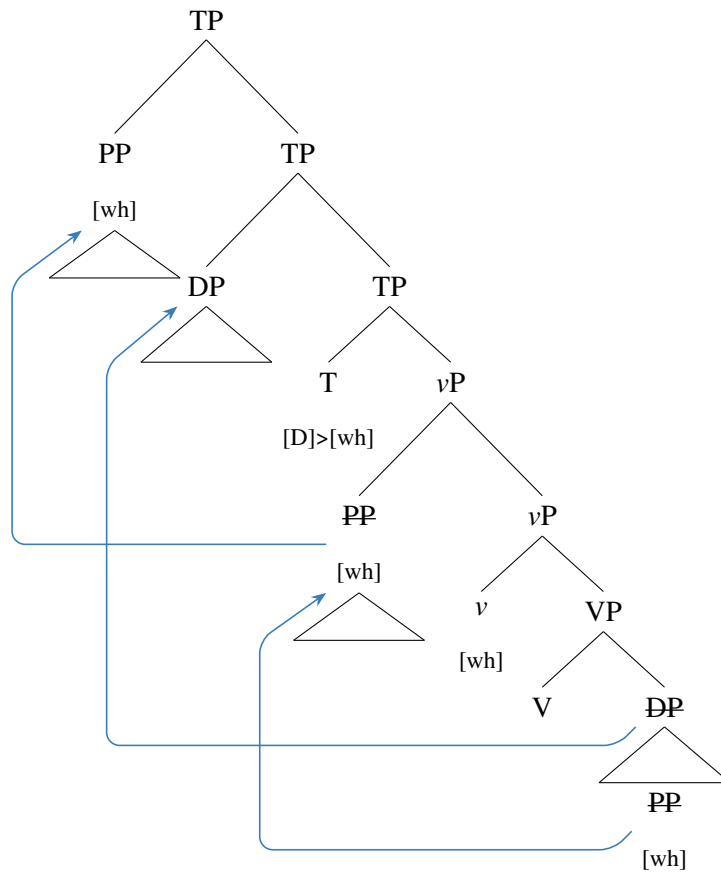 TP
PP TP
[wh]
DP TP
T vP
[D]>[wh]
PP vP
[wh] v VP
[wh]
V DP
PP
[wh]